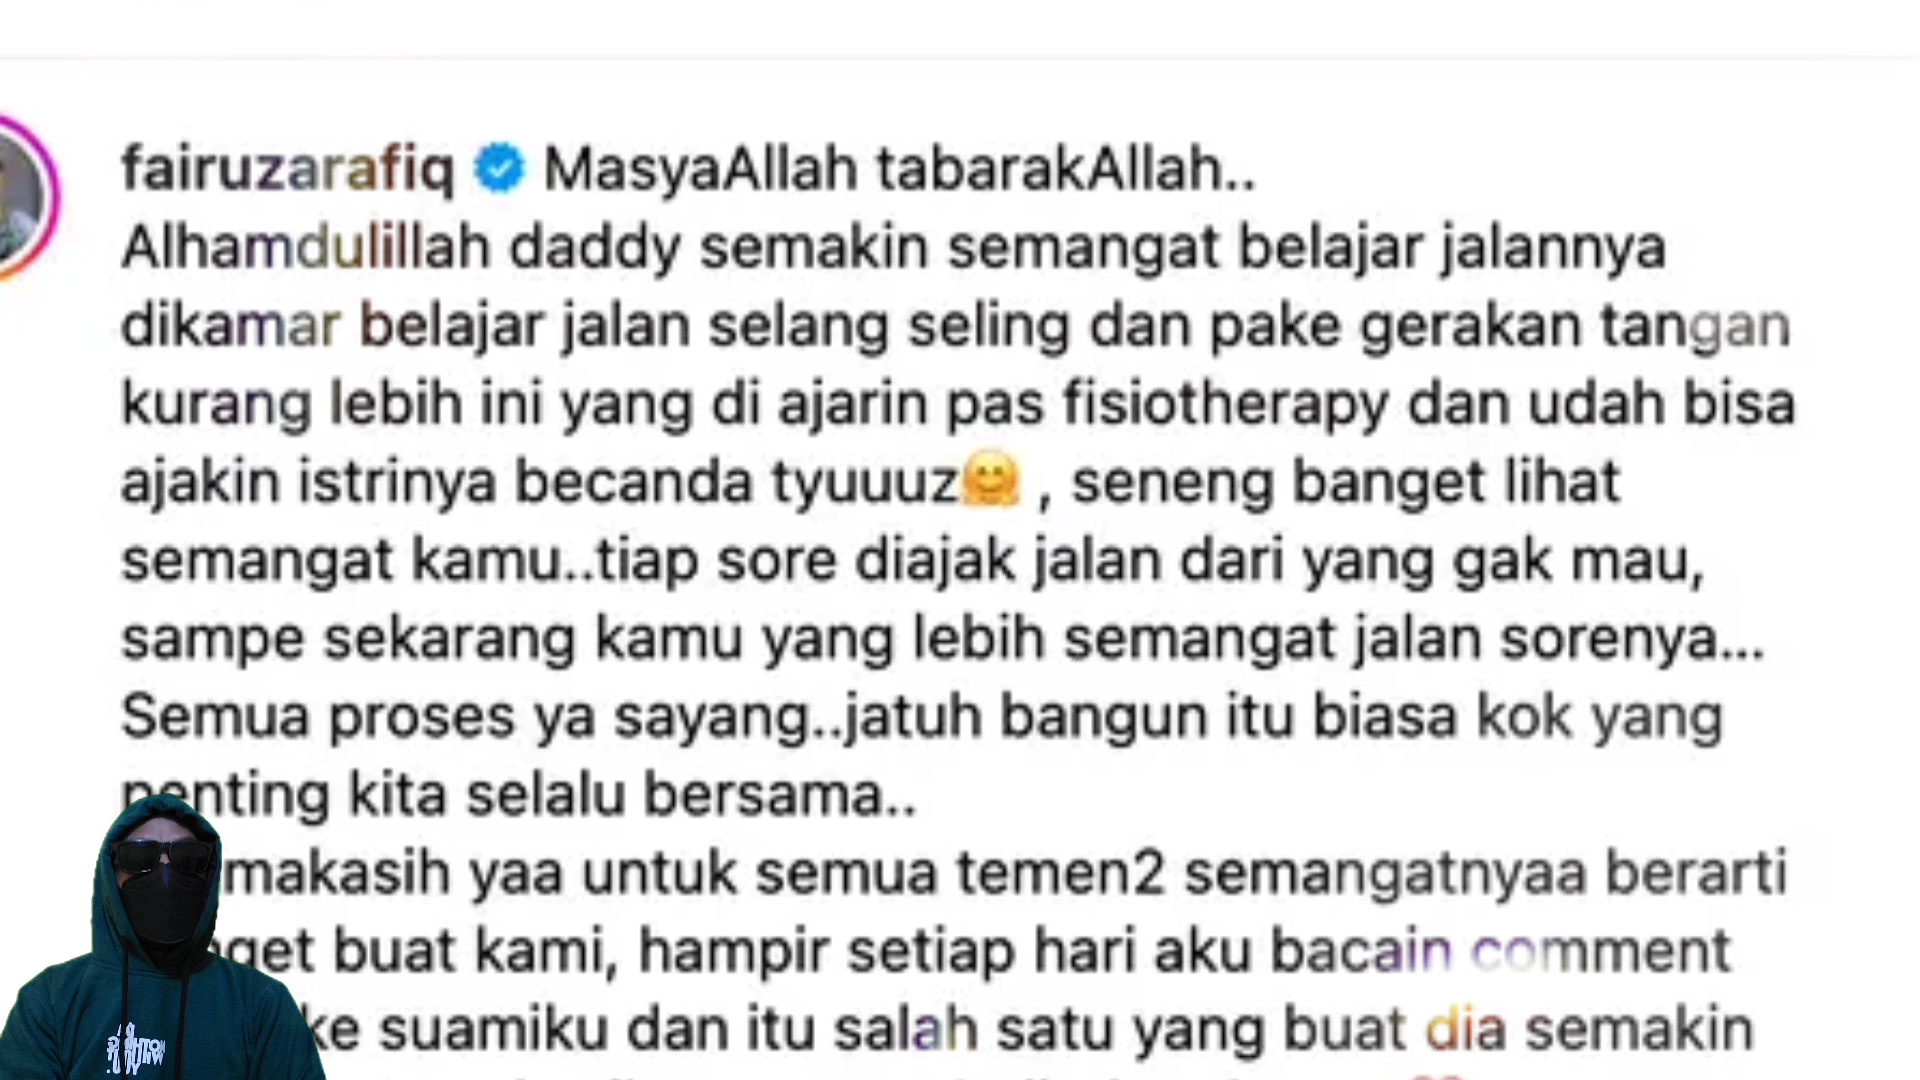 fairuzarafiq MasyaAllah tabarakAllah..
Alhamdulillah daddy semakin semangat belajar jalannya
dikamar belajar jalan selang seling dan pake gerakan tangan
kurang lebih ini yang di ajarin pas fisiotherapy dan udah bisa
ajakin istrinya becanda tyuuuz🤗 , seneng banget lihat
semangat kamu..tiap sore diajak jalan dari yang gak mau,
sampe sekarang kamu yang lebih semangat jalan sorenya...
Semua proses ya sayang..jatuh bangun itu biasa kok yang
penting kita selalu bersama..
makasih yaa untuk semua temen2 semangatnyaa berarti
get buat kami, hampir setiap hari aku bacain comment
ke suamiku dan itu salah satu yang buat dia semakin